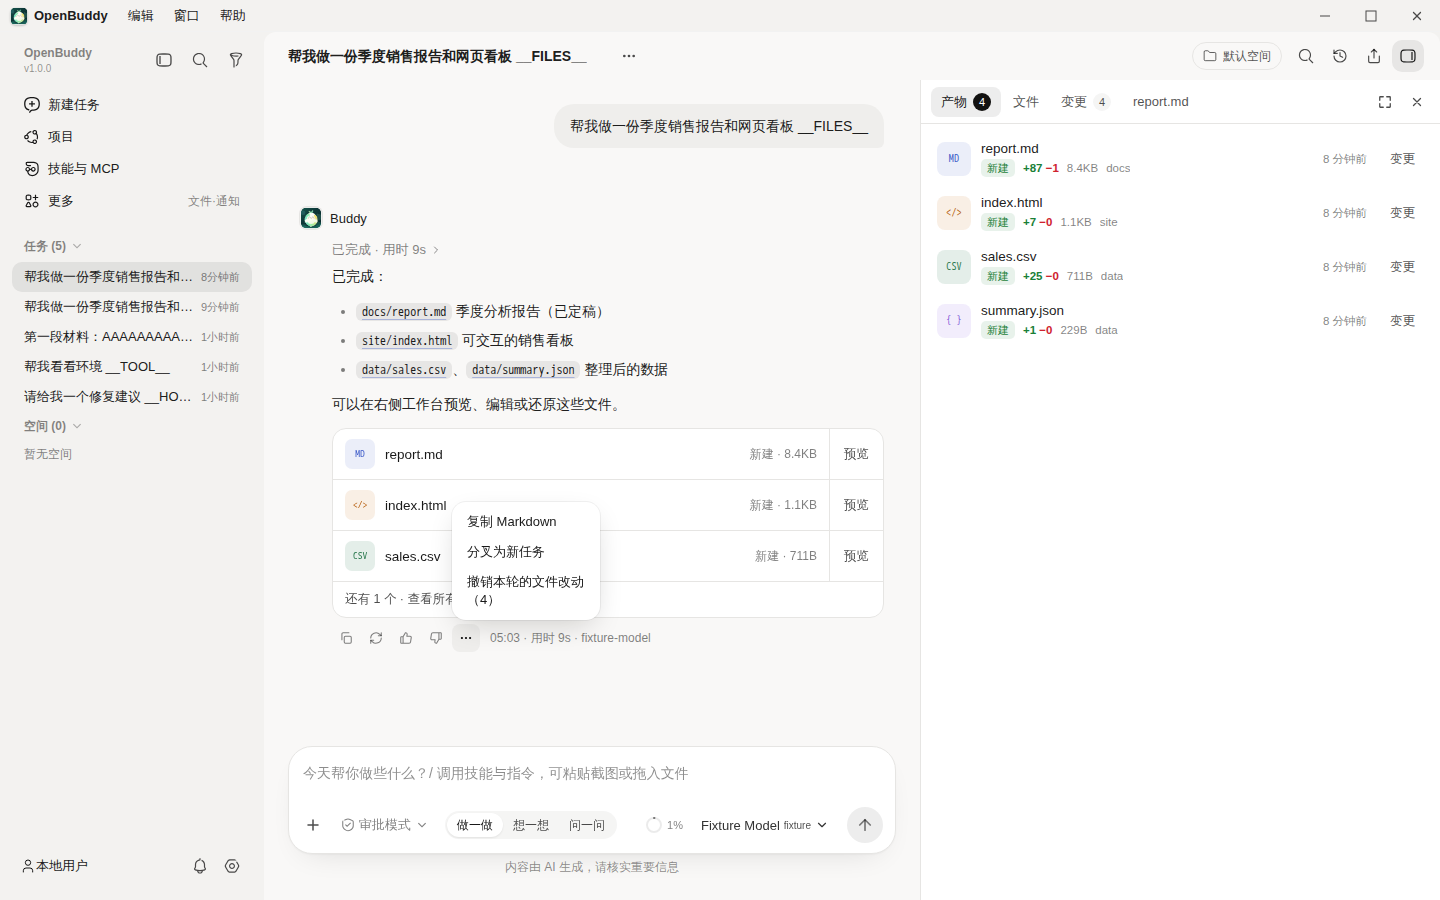 OpenBuddy 编辑 窗口 帮助
OpenBuddy
v1.0.0
新建任务
项目
技能与 MCP
更多 文件·通知
任务 (5)
帮我做一份季度销售报告和… 8分钟前
帮我做一份季度销售报告和… 9分钟前
第一段材料：AAAAAAAAA… 1小时前
帮我看看环境 __TOOL__ 1小时前
请给我一个修复建议 __HO… 1小时前
空间 (0)
暂无空间
本地用户
帮我做一份季度销售报告和网页看板 __FILES__
默认空间
帮我做一份季度销售报告和网页看板 __FILES__
Buddy
已完成 · 用时 9s
已完成：
docs/report.md 季度分析报告（已定稿）
site/index.html 可交互的销售看板
data/sales.csv、data/summary.json 整理后的数据
可以在右侧工作台预览、编辑或还原这些文件。
MD report.md 新建 · 8.4KB 预览
</> index.html 新建 · 1.1KB 预览
CSV sales.csv 新建 · 711B 预览
还有 1 个 · 查看所有
复制 Markdown
分叉为新任务
撤销本轮的文件改动
（4）
05:03 · 用时 9s · fixture-model
今天帮你做些什么？/ 调用技能与指令，可粘贴截图或拖入文件
审批模式 做一做 想一想 问一问 1% Fixture Model fixture
内容由 AI 生成，请核实重要信息
产物 4 文件 变更 4 report.md
MD report.md
新建 +87 −1 8.4KB docs 8 分钟前 变更
</> index.html
新建 +7 −0 1.1KB site 8 分钟前 变更
CSV sales.csv
新建 +25 −0 711B data 8 分钟前 变更
{ } summary.json
新建 +1 −0 229B data 8 分钟前 变更